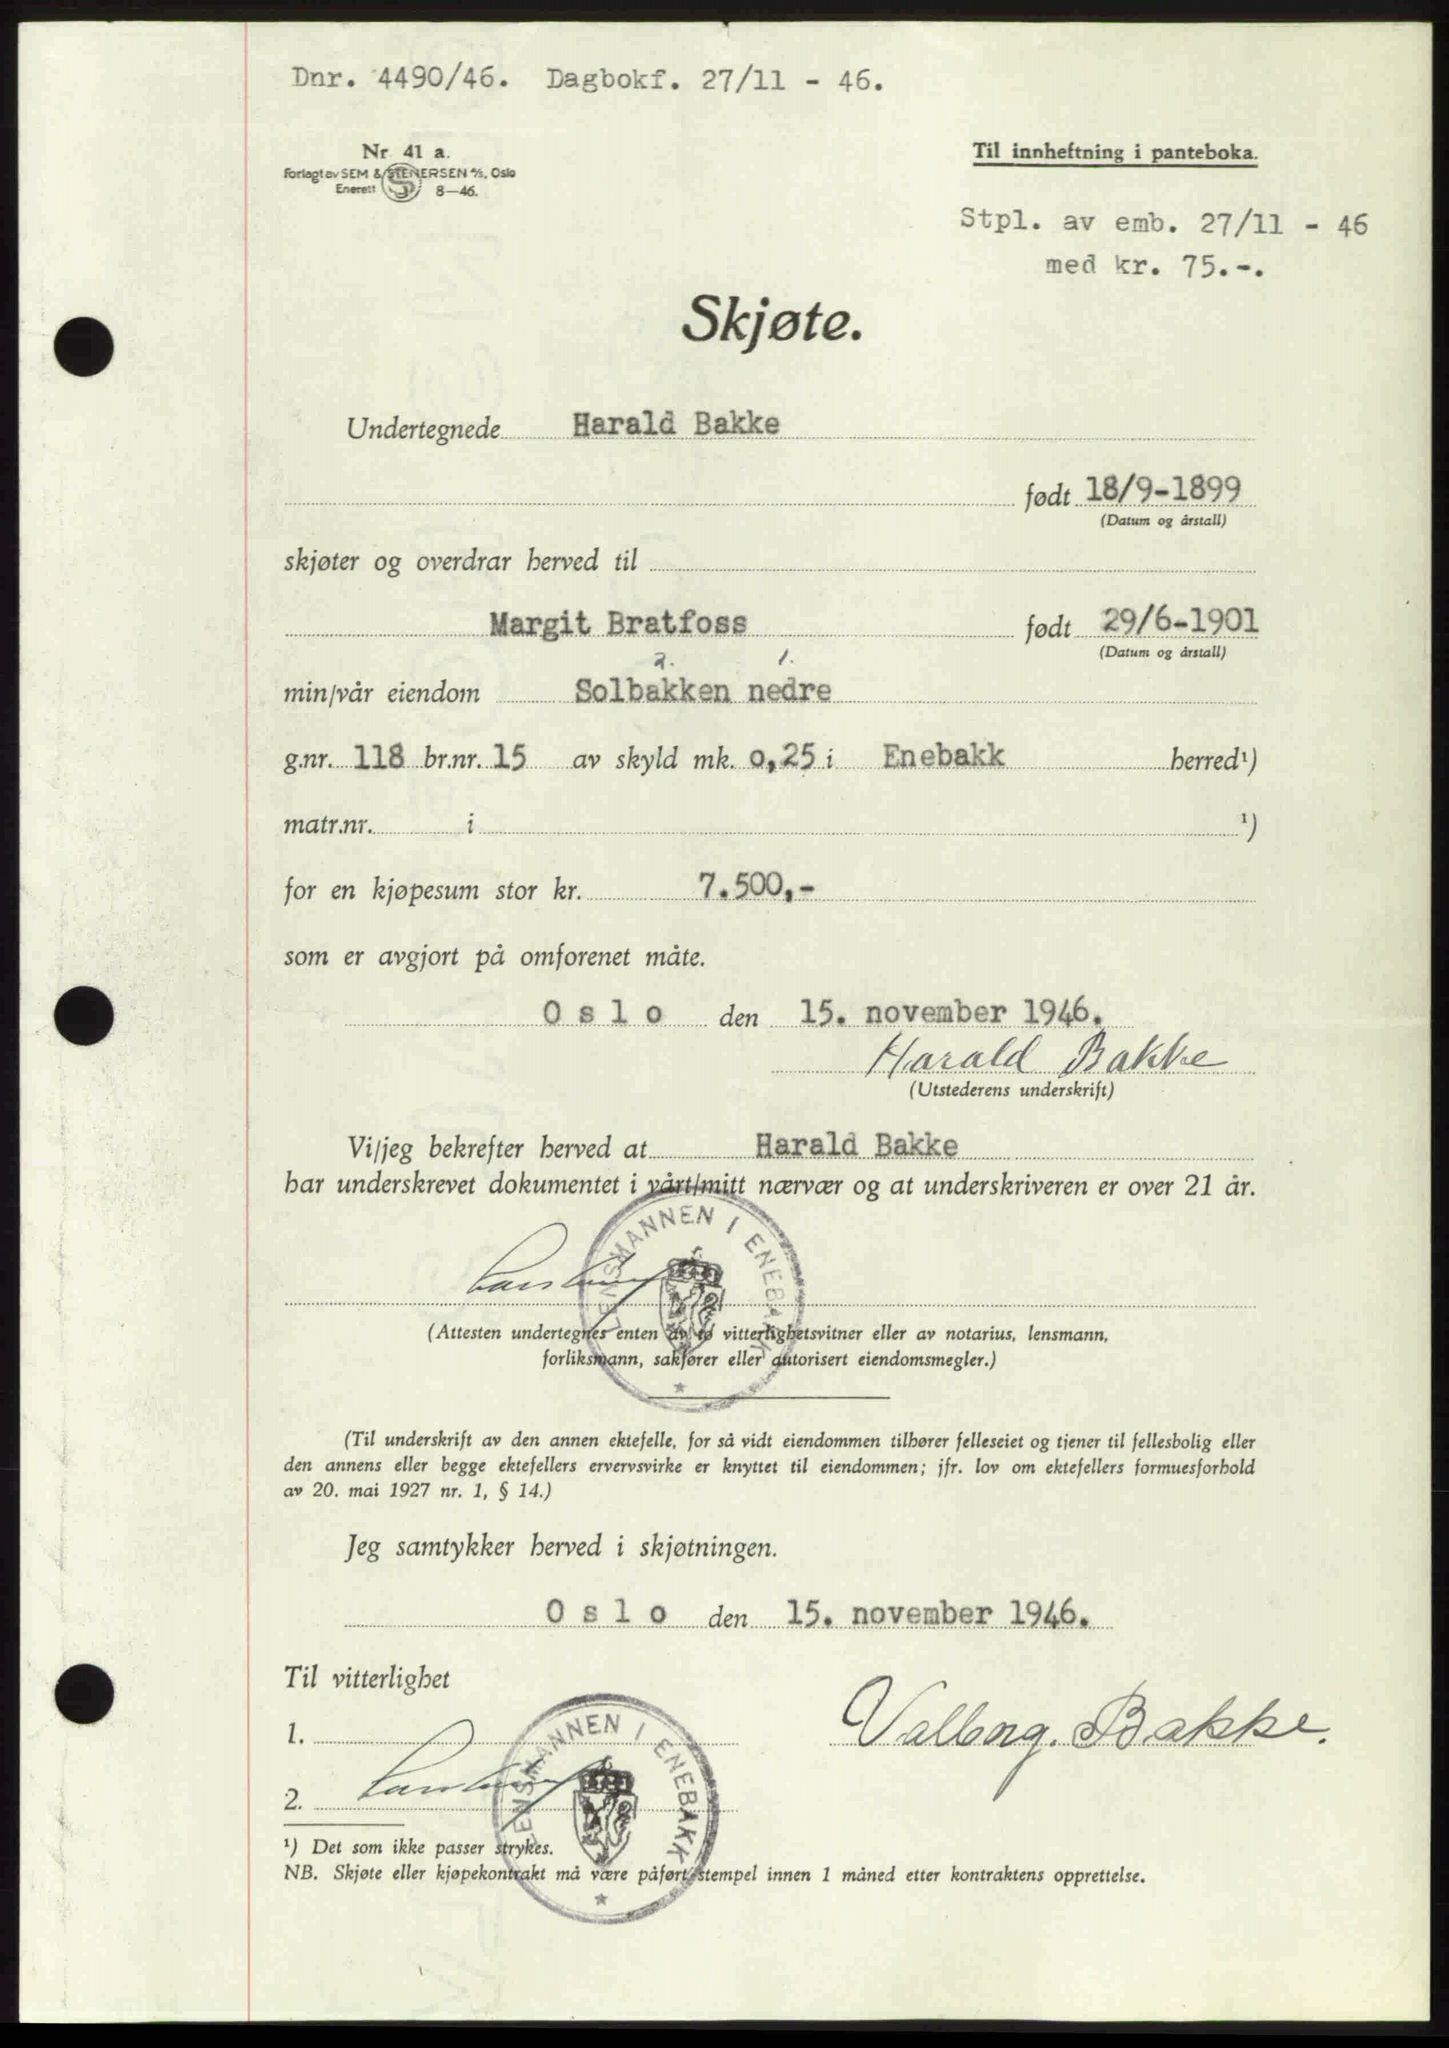 Dnr. 4490/46. Dagbokf. 27/11 - 46.
Nr 41 a.
Forlagt av SEM & STENERSEN A/S, Oslo
Enerett 8—46.
Til innheftning i panteboka.
Stpl. av emb. 27/11 - 46
med kr. 75.-.
Skjøte.
Undertegnede Harald Bakke
født 18/9-1899
(Datum og årstall)
skjøter og overdrar herved til
Margit Bratfoss født 29/6-1901
(Datum og årstall)
2. 1.
min/vår eiendom Solbakken nedre
g.nr. 118 br.nr. 15 av skyld mk. 0,25 i Enebakk herred¹)
matr.nr. i ¹)
for en kjøpesum stor kr. 7.500,-
som er avgjort på omforenet måte.
Oslo den 15. november 1946.
Harald Bakke
(Utstederens underskrift)
Vi/jeg bekrefter herved at Harald Bakke
har underskrevet dokumentet i vårt/mitt nærvær og at underskriveren er over 21 år.
LENSMANNEN I ENEBAKK
(Attesten undertegnes enten av to vitterlighetsvitner eller av notarius, lensmann,
forliksmann, sakfører eller autorisert eiendomsmegler.)
(Til underskrift av den annen ektefelle, for så vidt eiendommen tilhører felleseiet og tjener til fellesbolig eller
den annens eller begge ektefellers ervervsvirke er knyttet til eiendommen; jfr. lov om ektefellers formuesforhold
av 20. mai 1927 nr. 1, § 14.)
Jeg samtykker herved i skjøtningen.
Oslo den 15. november 1946.
Til vitterlighet
1.
Valborg. Bakke.
2.
LENSMANNEN I ENEBAKK
¹) Det som ikke passer strykes.
NB. Skjøte eller kjøpekontrakt må være påført stempel innen 1 måned etter kontraktens opprettelse.